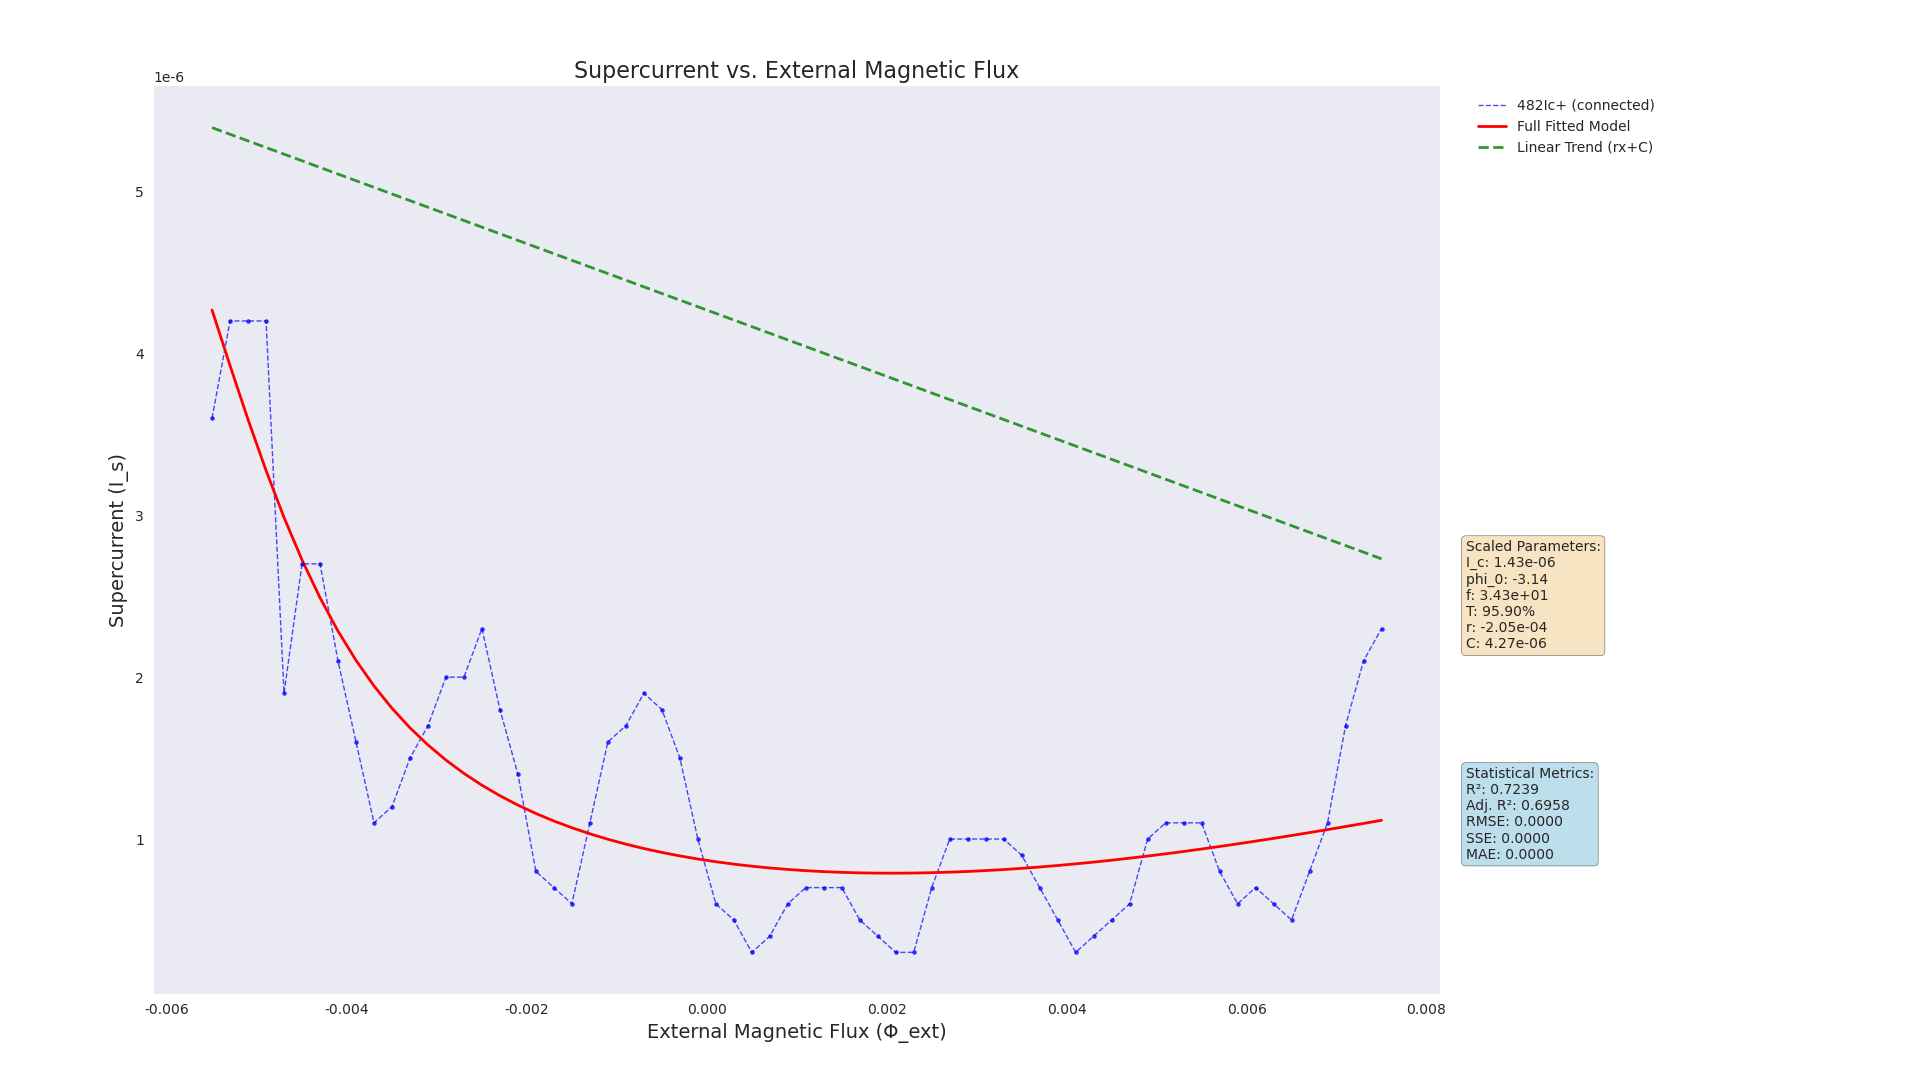 Supercurrent vs. External Magnetic Flux
1e-6
5
4
3
2
1
Supercurrent (I_s)
-0.006
-0.004
-0.002
0.000
0.002
0.004
0.006
0.008
External Magnetic Flux (Φ_ext)
482Ic+ (connected)
Full Fitted Model
Linear Trend (rx+C)
Scaled Parameters:
I_c: 1.43e-06
phi_0: -3.14
f: 3.43e+01
T: 95.90%
r: -2.05e-04
C: 4.27e-06
Statistical Metrics:
R²: 0.7239
Adj. R²: 0.6958
RMSE: 0.0000
SSE: 0.0000
MAE: 0.0000